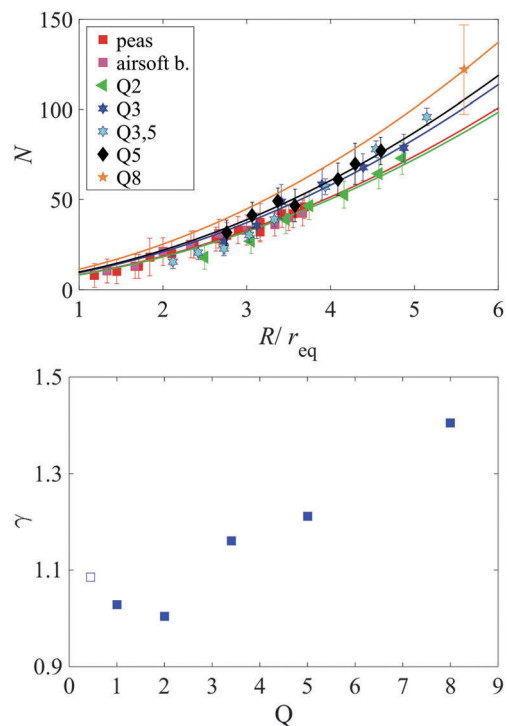 150
100
50
0
N
peas
airsoft b.
Q2
Q3
Q3,5
Q5
Q8
1 2 3 4 5 6
R/ r_eq
1.5
1.3
1.1
0.9
γ
0 1 2 3 4 5 6 7 8 9
Q